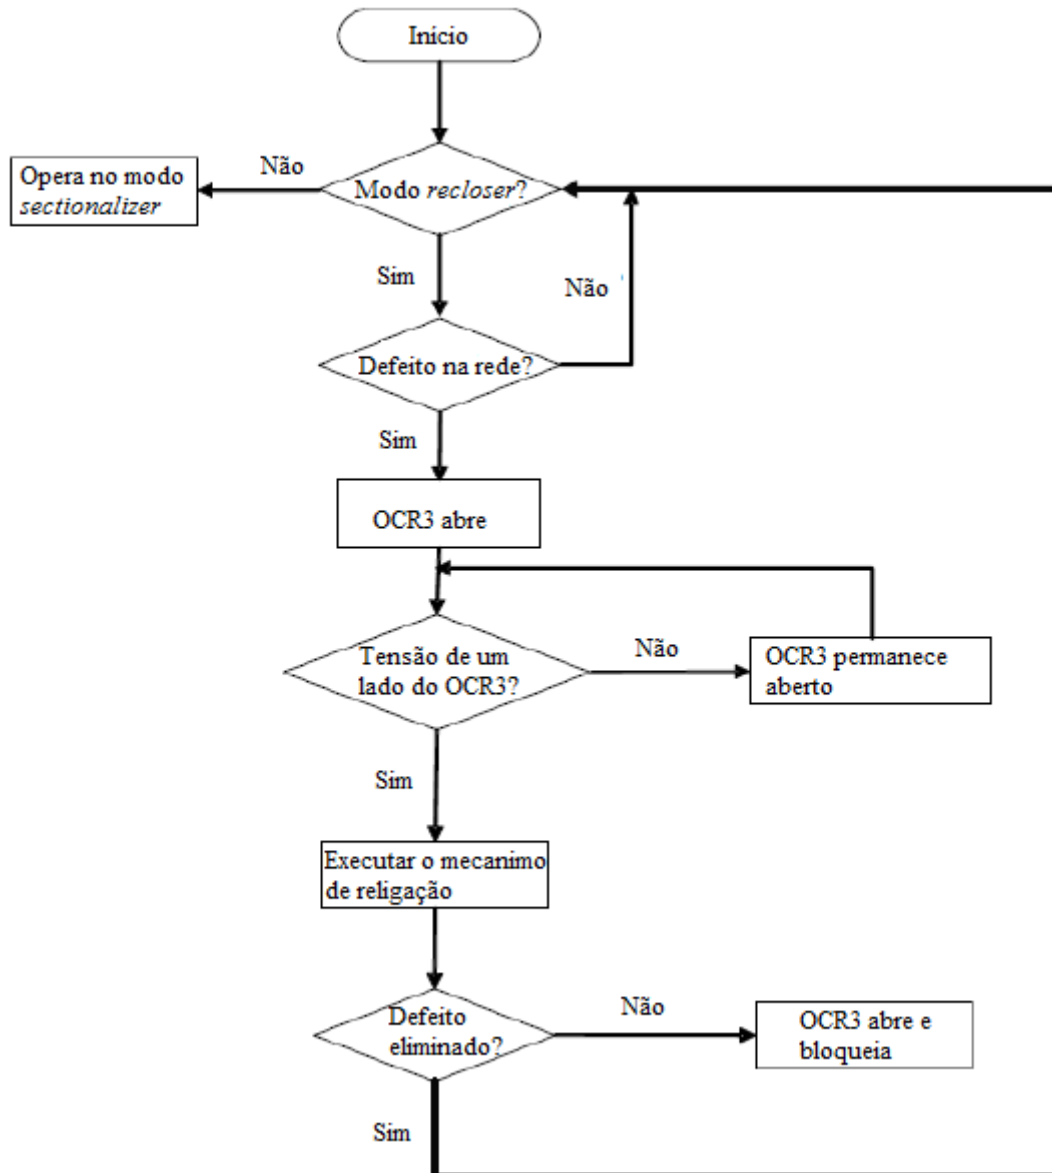 Início
Não
Opera no modo
sectionalizer
Modo recloser?
Sim
Não
Defeito na rede?
Sim
OCR3 abre
Tensão de um
lado do OCR3?
Não
OCR3 permanece
aberto
Sim
Executar o mecanimo
de religação
Defeito
eliminado?
Não
OCR3 abre e
bloqueia
Sim